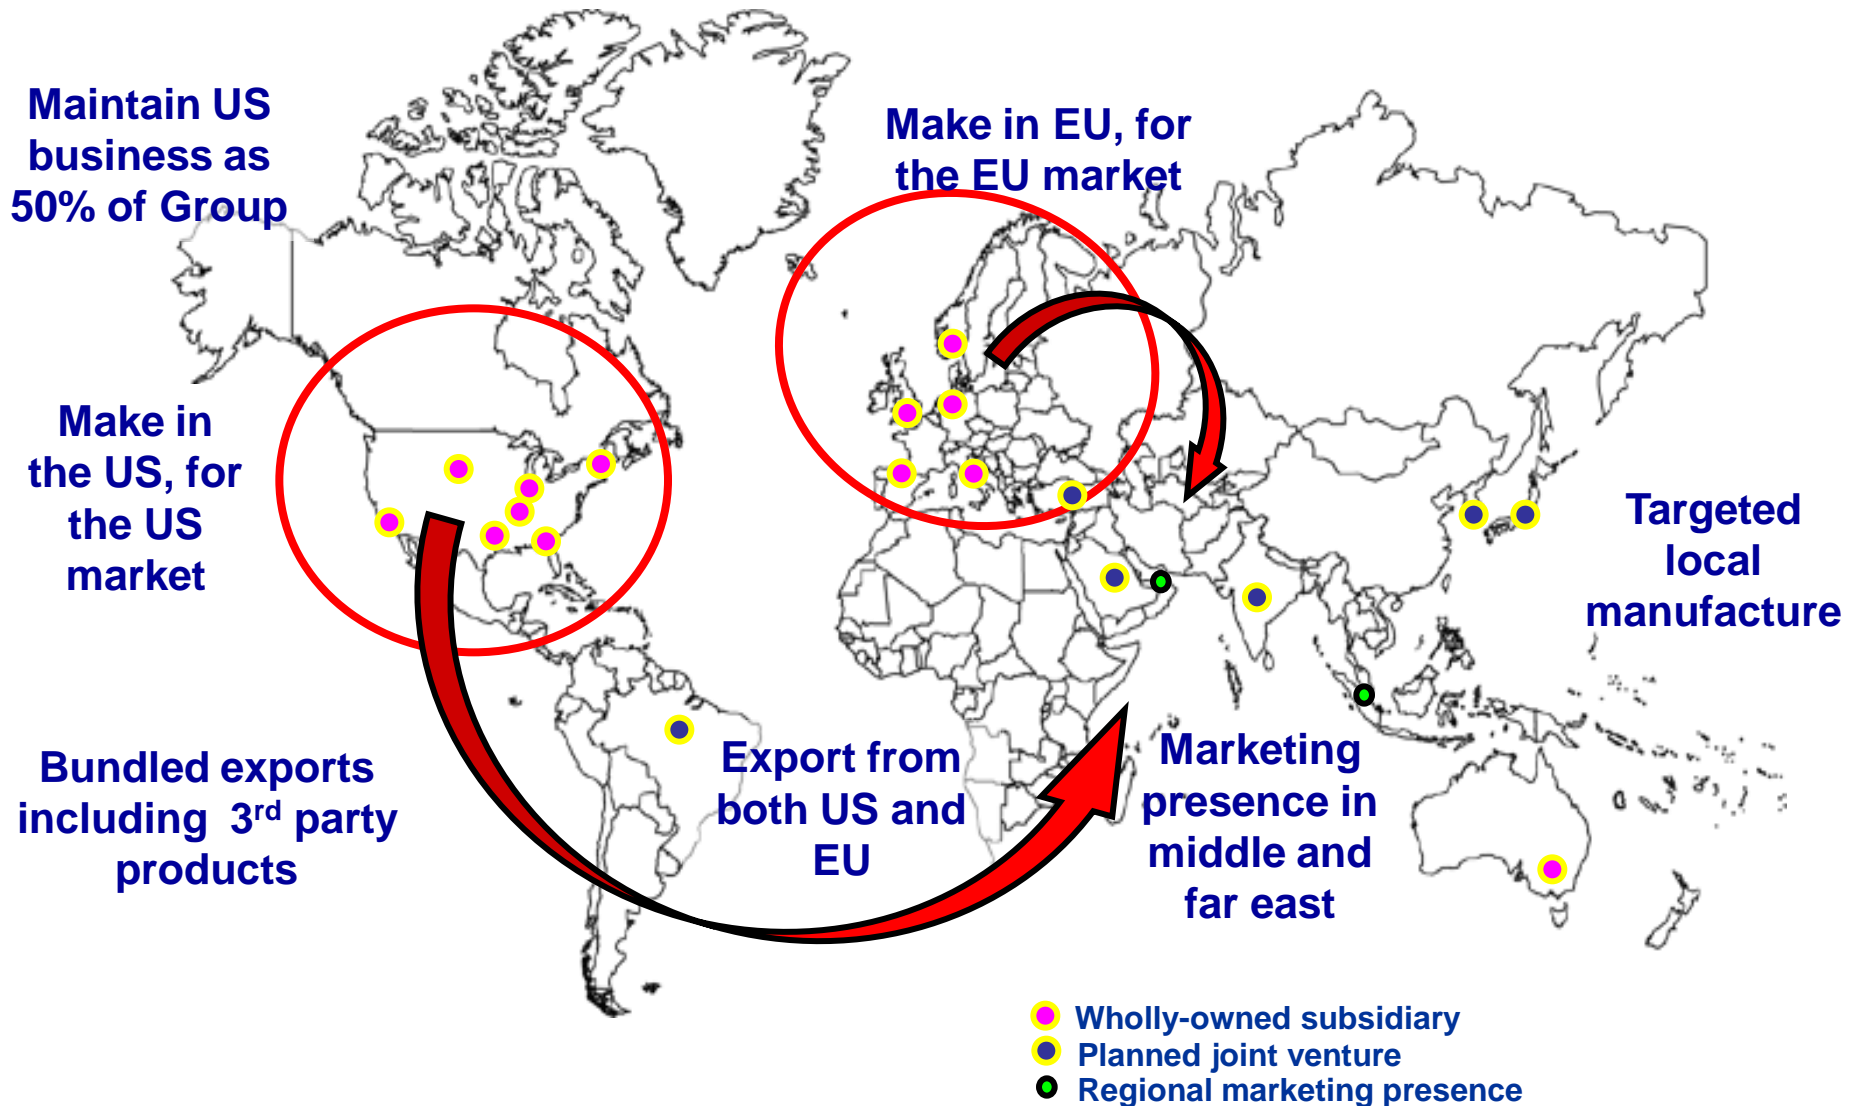 Maintain US
business as
50% of Group
Make in EU, for
the EU market
Make in
the US, for
the US
market
Targeted
local
manufacture
Bundled exports
including 3rd party
products
Export from
both US and
EU
Marketing
presence in
middle and
far east
Wholly-owned subsidiary
Planned joint venture
Regional marketing presence